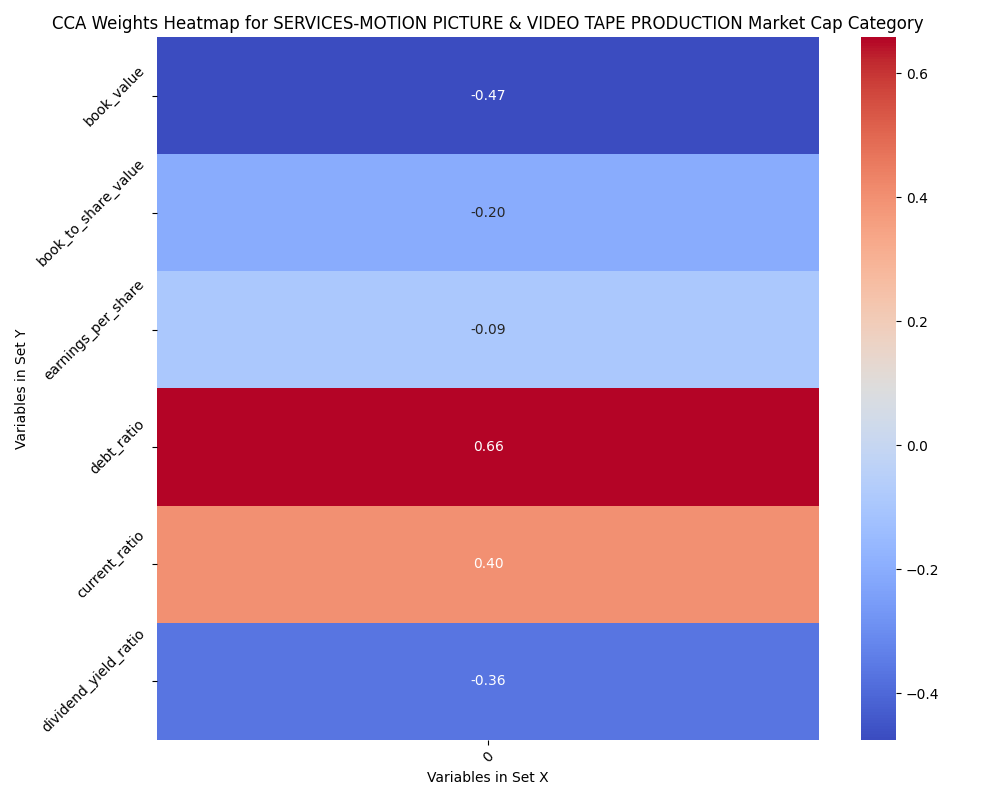 CCA Weights Heatmap for SERVICES-MOTION PICTURE & VIDEO TAPE PRODUCTION Market Cap Category
Variables in Set Y
book_value
-0.47
book_to_share_value
-0.20
earnings_per_share
-0.09
debt_ratio
0.66
current_ratio
0.40
dividend_yield_ratio
-0.36
0
Variables in Set X
0.6
0.4
0.2
0.0
−0.2
−0.4